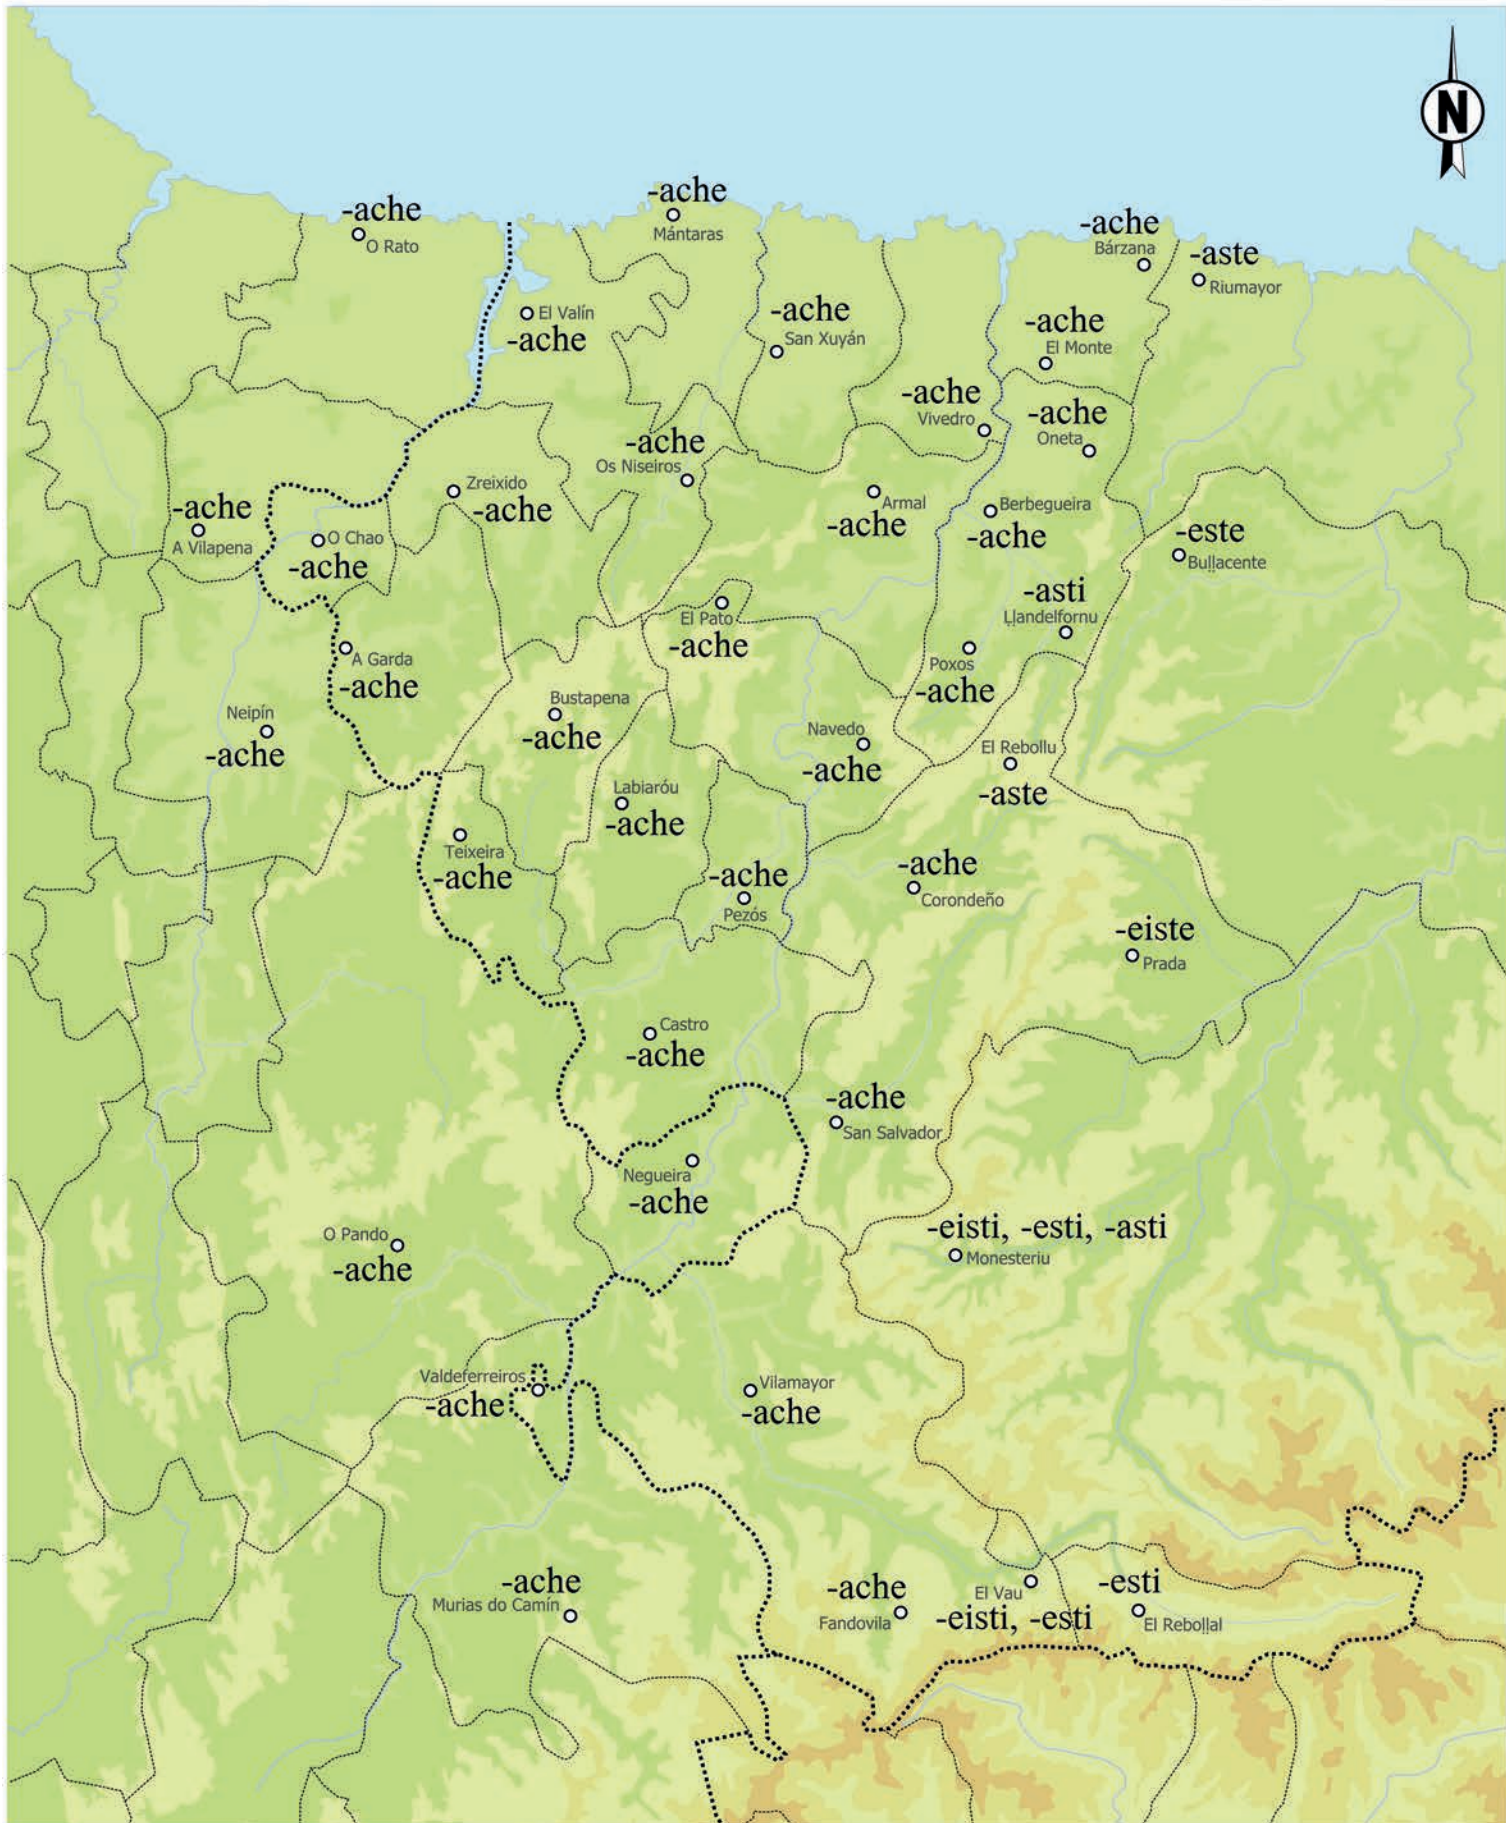 N
-ache
O Rato
-ache
Mántaras
-ache
Bárzana
-aste
Riumayor
El Valín
-ache
-ache
San Xuyán
-ache
El Monte
-ache
Vivedro
-ache
Oneta
-ache
Os Niseiros
Zreixido
-ache
Armal
-ache
Berbegueira
-ache
-ache
A Vilapena
O Chao
-ache
-este
Buḷḷacente
-asti
Ḷḷandelfornu
El Pato
-ache
A Garda
-ache
Poxos
-ache
Bustapena
-ache
Neipín
-ache
Navedo
-ache
El Rebollu
-aste
Labiaróu
-ache
Teixeira
-ache
-ache
Pezós
-ache
Corondeño
-eiste
Prada
Castro
-ache
-ache
San Salvador
Negueira
-ache
O Pando
-ache
-eisti, -esti, -asti
Monesteriu
Valdeferreiros
-ache
Vilamayor
-ache
-ache
Murias do Camín
-ache
Fandovila
El Vau
-eisti, -esti
-esti
El Reboḷḷal